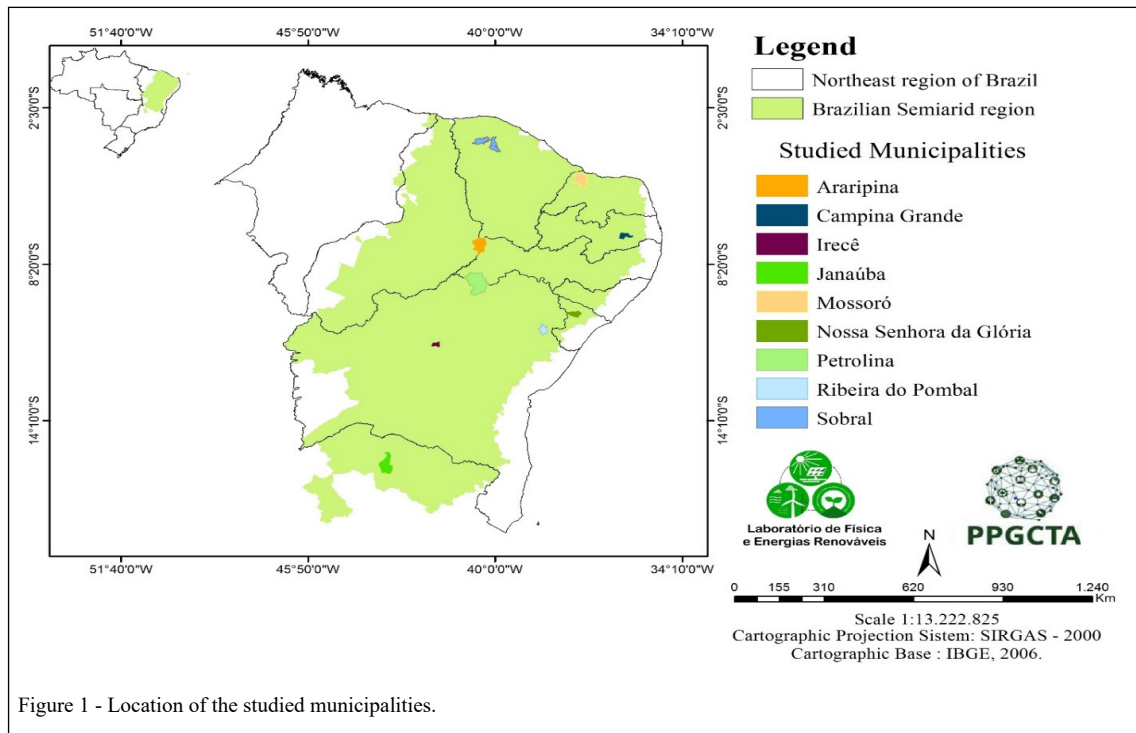 51°40'0"W
45°50'0"W
40°0'0"W
34°10'0"W
2°30'0"S
2°30'0"S
8°20'0"S
8°20'0"S
14°10'0"S
14°10'0"S
51°40'0"W
45°50'0"W
40°0'0"W
34°10'0"W
Legend
Northeast region of Brazil
Brazilian Semiarid region
Studied Municipalities
Araripina
Campina Grande
Irecê
Janaúba
Mossoró
Nossa Senhora da Glória
Petrolina
Ribeira do Pombal
Sobral
Laboratório de Física
e Energias Renováveis
PPGCTA
N
0 155 310 620 930 1.240
Km
Scale 1:13.222.825
Cartographic Projection Sistem: SIRGAS - 2000
Cartographic Base : IBGE, 2006.
Figure 1 - Location of the studied municipalities.